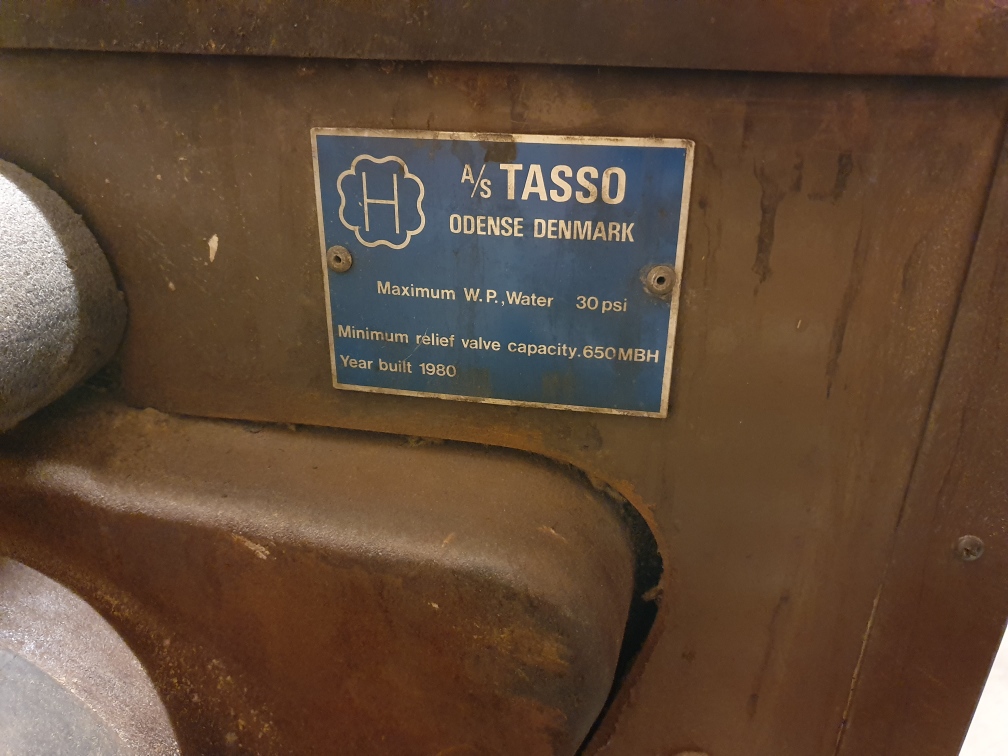 H
A/S TASSO
ODENSE DENMARK
Maximum W.P.,Water 30 psi
Minimum relief valve capacity.650MBH
Year built 1980